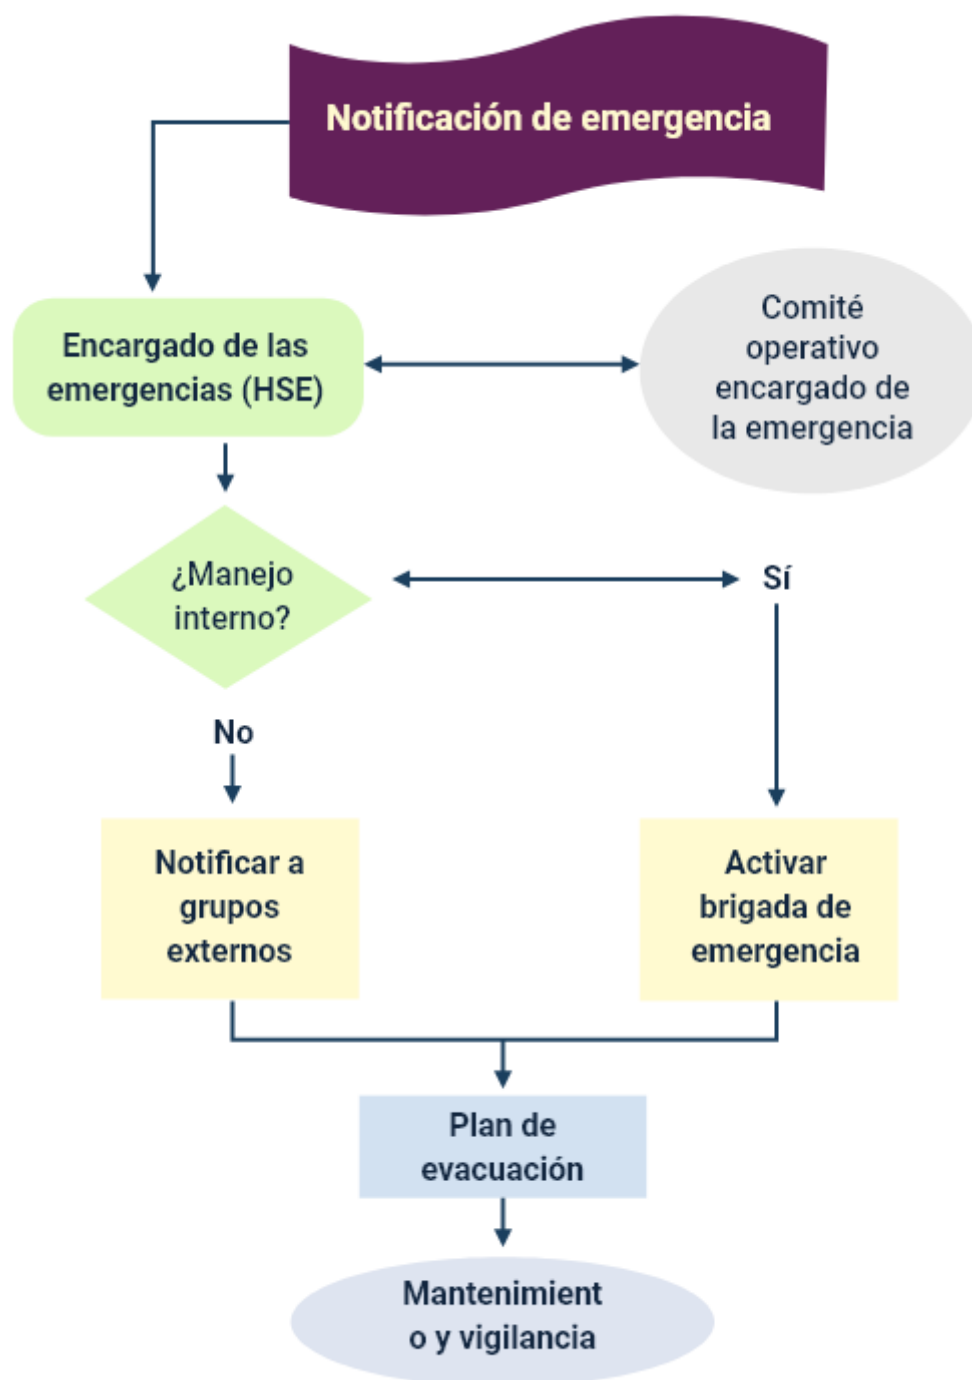 Notificación de emergencia
Encargado de las
emergencias (HSE)
Comité
operativo
encargado de
la emergencia
¿Manejo
interno?
Sí
No
Notificar a
grupos
externos
Activar
brigada de
emergencia
Plan de
evacuación
Mantenimient
o y vigilancia